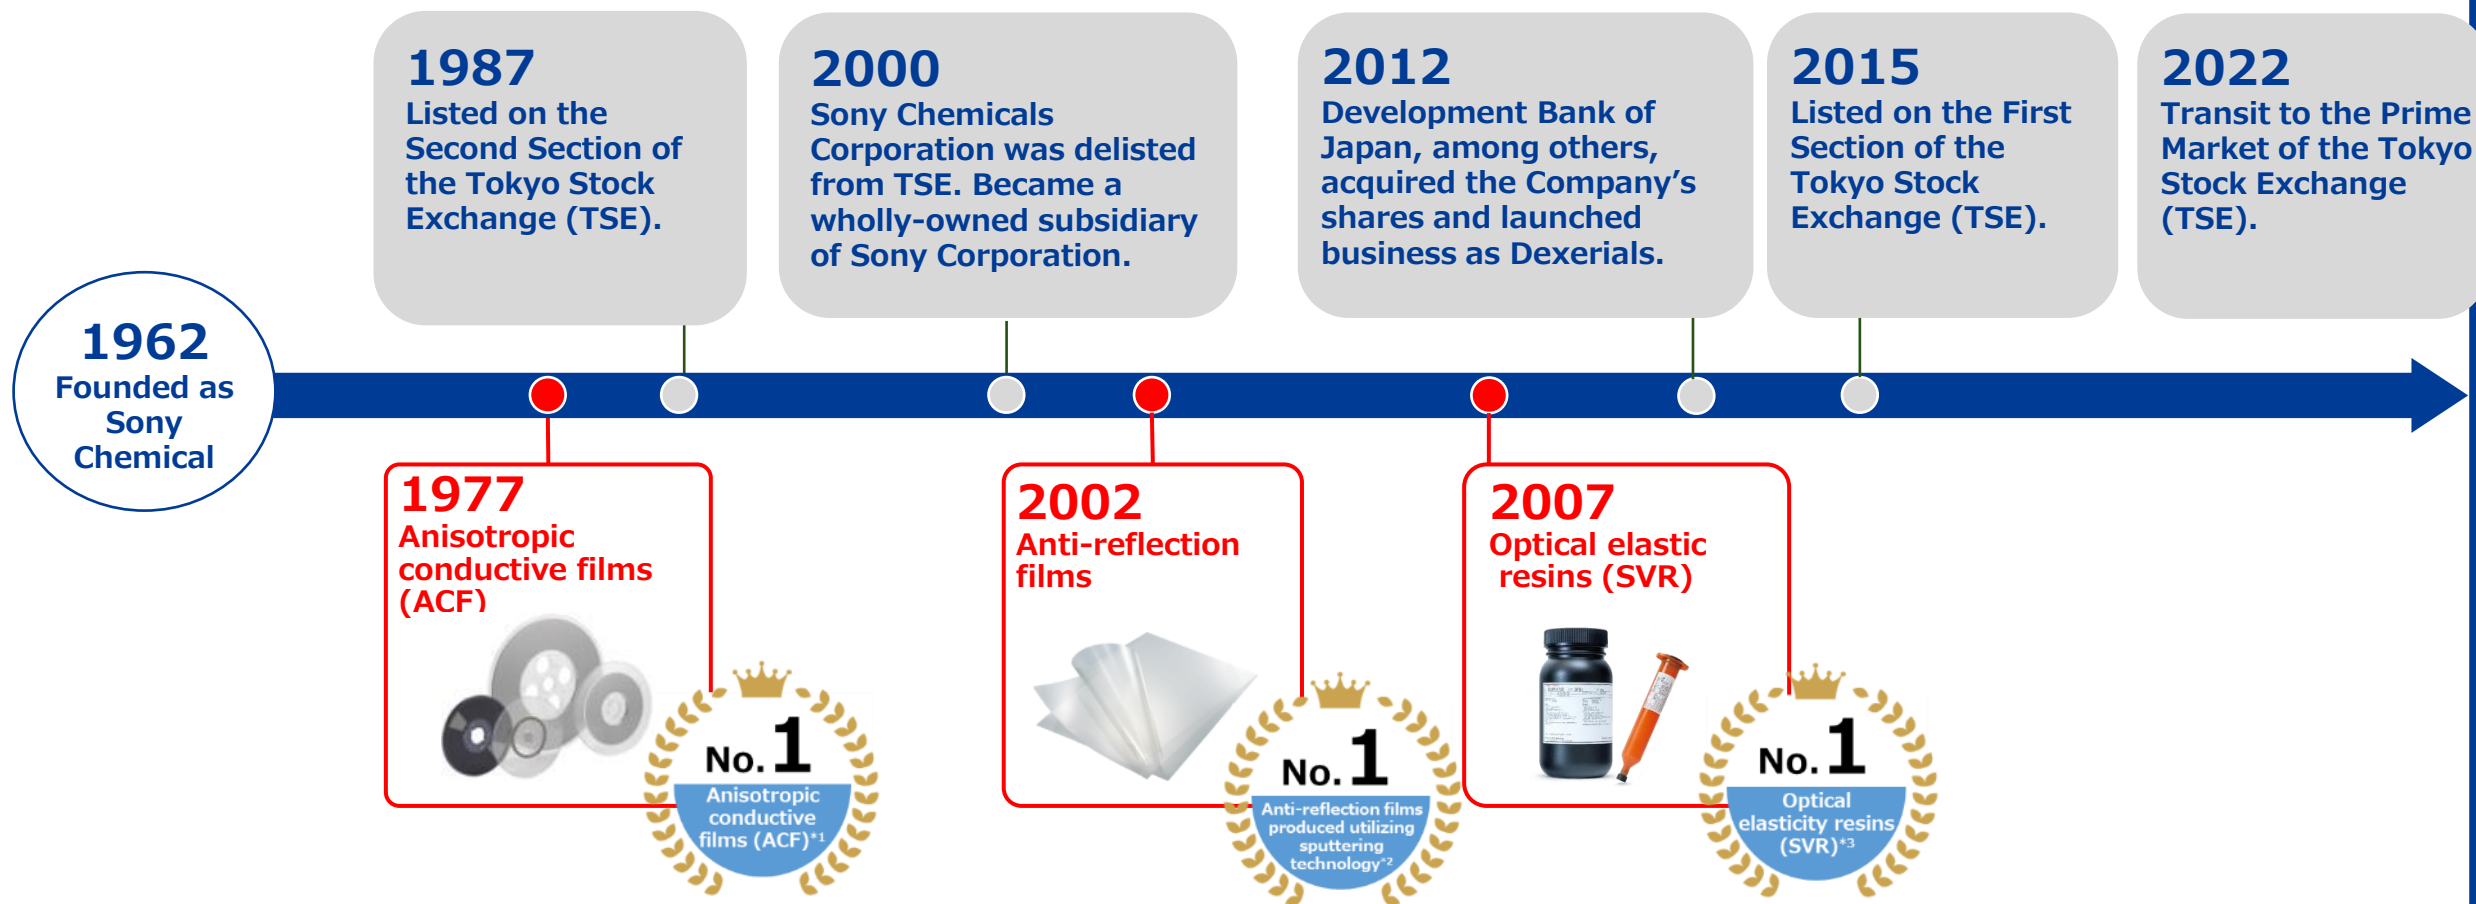 1987
Listed on the
Second Section of
the Tokyo Stock
Exchange (TSE).
2000
Sony Chemicals
Corporation was delisted
from TSE. Became a
wholly-owned subsidiary
of Sony Corporation.
2012
Development Bank of
Japan, among others,
acquired the Company’s
shares and launched
business as Dexerials.
2015
Listed on the First
Section of the
Tokyo Stock
Exchange (TSE).
2022
Transit to the Prime
Market of the Tokyo
Stock Exchange
(TSE).
1962
Founded as
Sony
Chemical
1977
Anisotropic
conductive films
(ACF)
No.1
Anisotropic
conductive
films (ACF)*1
2002
Anti-reflection
films
No.1
Anti-reflection films
produced utilizing
sputtering
technology*2
2007
Optical elastic
resins (SVR)
No.1
Optical
elasticity resins
(SVR)*3